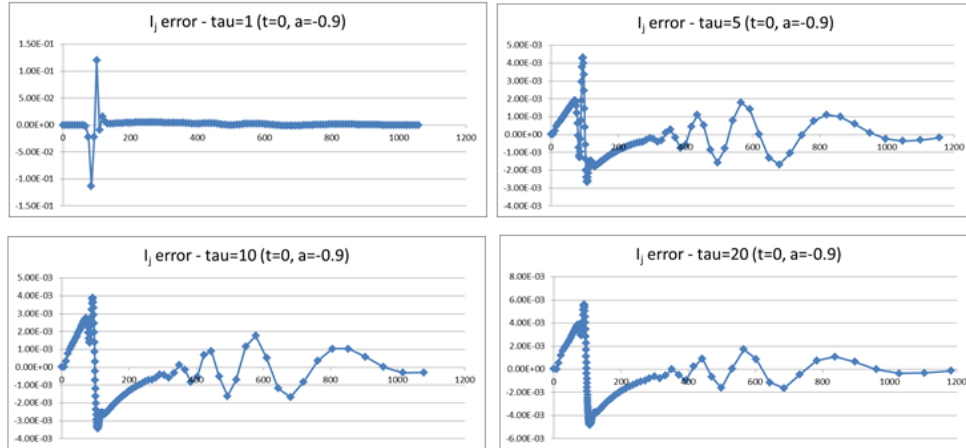 I_j error - tau=1 (t=0, a=-0.9)
1.50E-01
1.00E-01
5.00E-02
0.00E+00
-5.00E-02
-1.00E-01
-1.50E-01
0 200 400 600 800 1000 1200
I_j error - tau=5 (t=0, a=-0.9)
5.00E-03
4.00E-03
3.00E-03
2.00E-03
1.00E-03
0.00E+00
-1.00E-03
-2.00E-03
-3.00E-03
-4.00E-03
0 200 400 600 800 1000 1200
I_j error - tau=10 (t=0, a=-0.9)
5.00E-03
4.00E-03
3.00E-03
2.00E-03
1.00E-03
0.00E+00
-1.00E-03
-2.00E-03
-3.00E-03
-4.00E-03
0 200 400 600 800 1000 1200
I_j error - tau=20 (t=0, a=-0.9)
8.00E-03
6.00E-03
4.00E-03
2.00E-03
0.00E+00
-2.00E-03
-4.00E-03
-6.00E-03
0 200 400 600 800 1000 1200